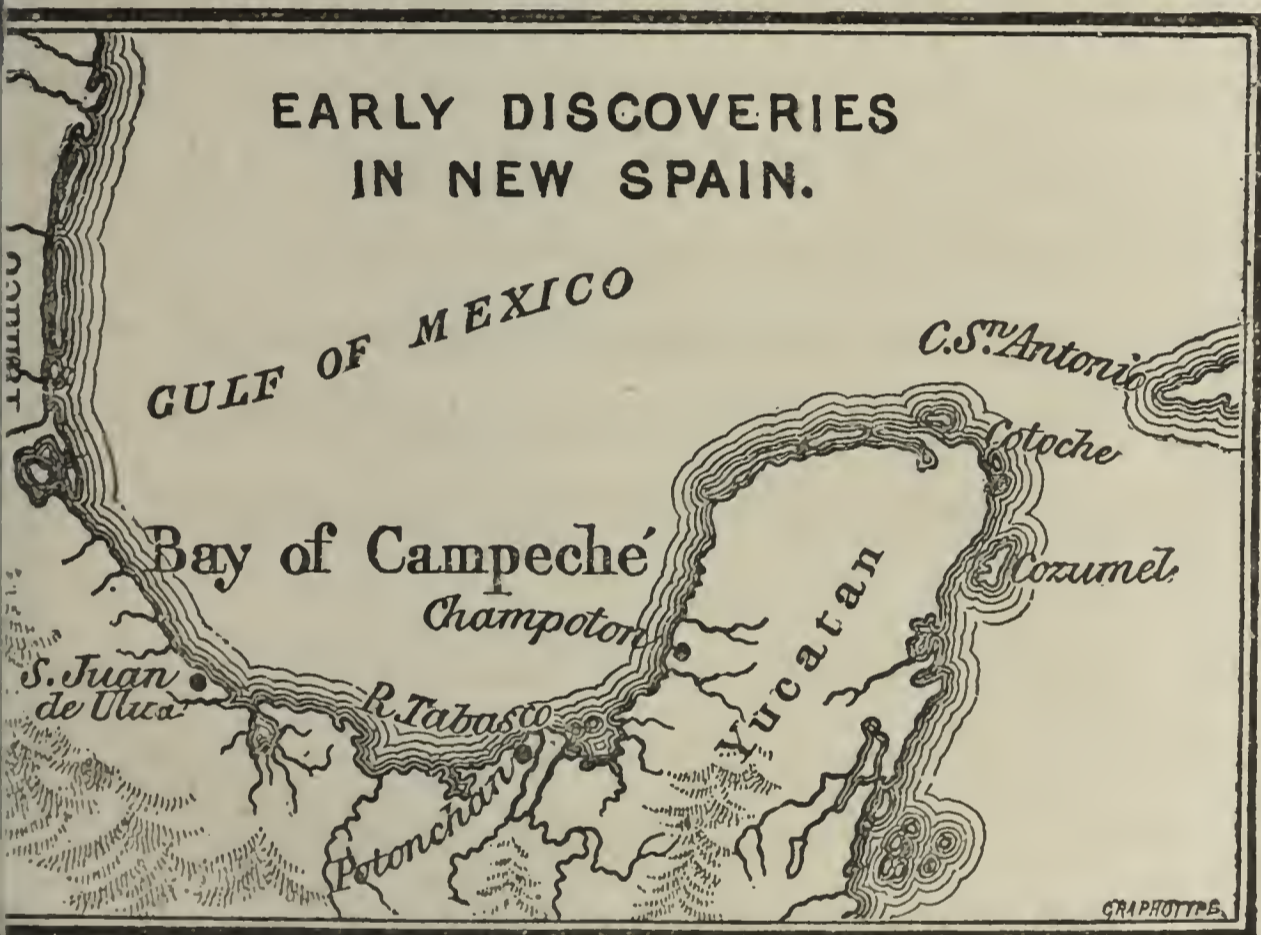 EARLY DISCOVERIES
IN NEW SPAIN.
GULF OF MEXICO
C. Sn. Antonio
Cotoche
Bay of Campeché
Cozumel
Champoton
Yucatan
S. Juan
de Ulua
R. Tabasco
Potonchan
GRAPHOTYPE.